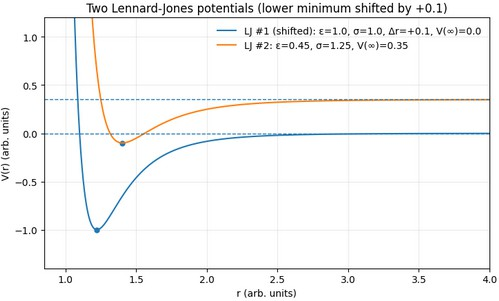 Two Lennard-Jones potentials (lower minimum shifted by +0.1)
LJ #1 (shifted): ε=1.0, σ=1.0, Δr=+0.1, V(∞)=0.0
LJ #2: ε=0.45, σ=1.25, V(∞)=0.35
V(r) (arb. units)
1.0
0.5
0.0
−0.5
−1.0
1.0 1.5 2.0 2.5 3.0 3.5 4.0
r (arb. units)